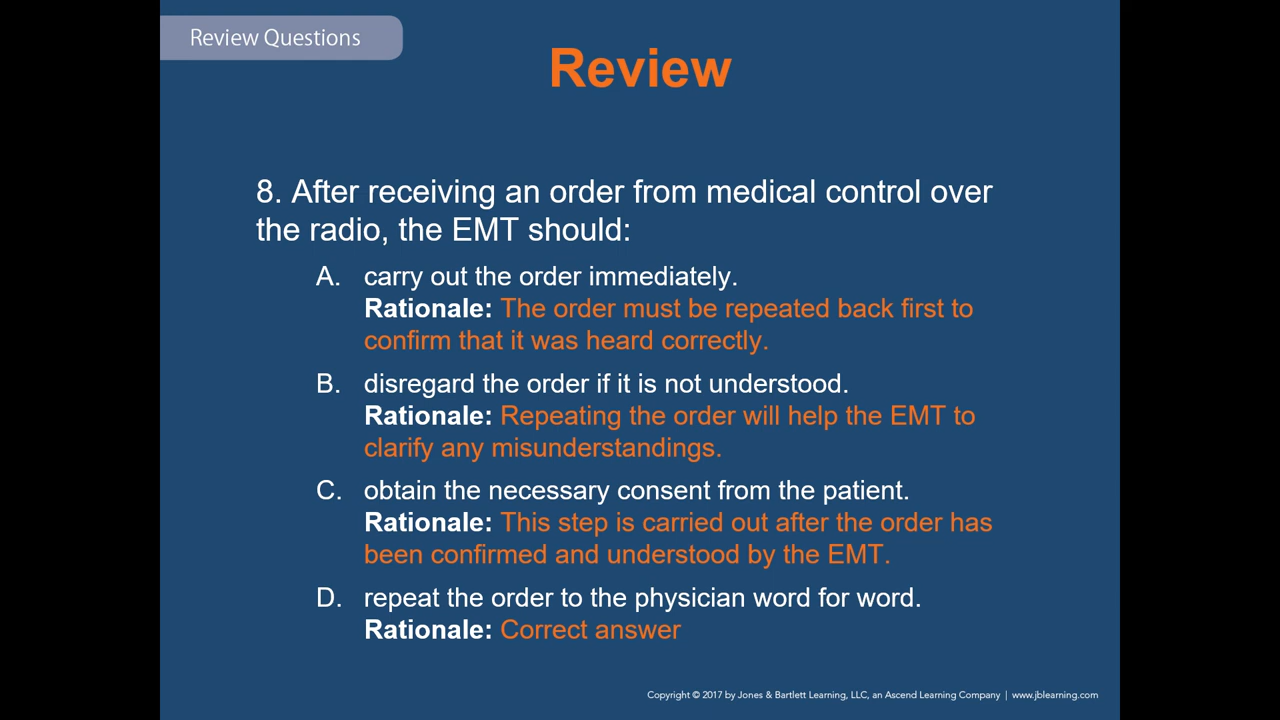 Review Questions
Review
8. After receiving an order from medical control over
the radio, the EMT should:
A. carry out the order immediately.
Rationale: The order must be repeated back first to
confirm that it was heard correctly.
B. disregard the order if it is not understood.
Rationale: Repeating the order will help the EMT to
clarify any misunderstandings.
C. obtain the necessary consent from the patient.
Rationale: This step is carried out after the order has
been confirmed and understood by the EMT.
D. repeat the order to the physician word for word.
Rationale: Correct answer
Copyright © 2017 by Jones & Bartlett Learning, LLC, an Ascend Learning Company | www.jblearning.com